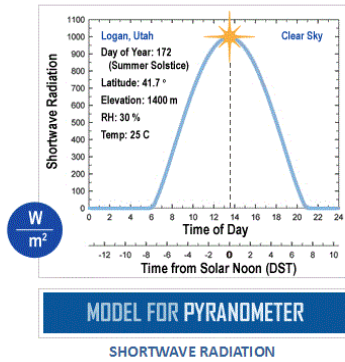 Logan, Utah
Clear Sky
Day of Year: 172
(Summer Solstice)
Latitude: 41.7 °
Elevation: 1400 m
RH: 30 %
Temp: 25 C
Shortwave Radiation
1100
1000
900
800
700
600
500
400
300
200
100
0
W
m²
0 2 4 6 8 10 12 14 16 18 20 22 24
Time of Day
-12 -10 -8 -6 -4 -2 0 2 4 6 8 10
Time from Solar Noon (DST)
MODEL FOR PYRANOMETER
SHORTWAVE RADIATION